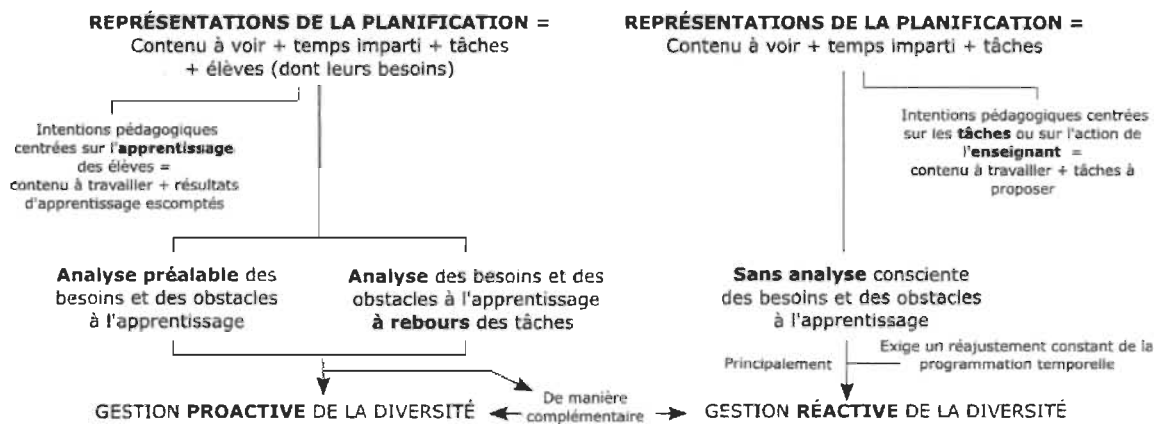 REPRÉSENTATIONS DE LA PLANIFICATION =
Contenu à voir + temps imparti + tâches
+ élèves (dont leurs besoins)
Intentions pédagogiques
centrées sur l'apprentissage
des élèves =
contenu à travailler + résultats
d'apprentissage escomptés
Analyse préalable des
besoins et des obstacles
à l'apprentissage
Analyse des besoins et des
obstacles à l'apprentissage
à rebours des tâches
GESTION PROACTIVE DE LA DIVERSITÉ
De manière
complémentaire
REPRÉSENTATIONS DE LA PLANIFICATION =
Contenu à voir + temps imparti + tâches
Intentions pédagogiques centrées
sur les tâches ou sur l'action de
l'enseignant =
contenu à travailler + tâches à
proposer
Sans analyse consciente
des besoins et des obstacles
à l'apprentissage
Principalement
Exige un réajustement constant de la
programmation temporelle
GESTION RÉACTIVE DE LA DIVERSITÉ